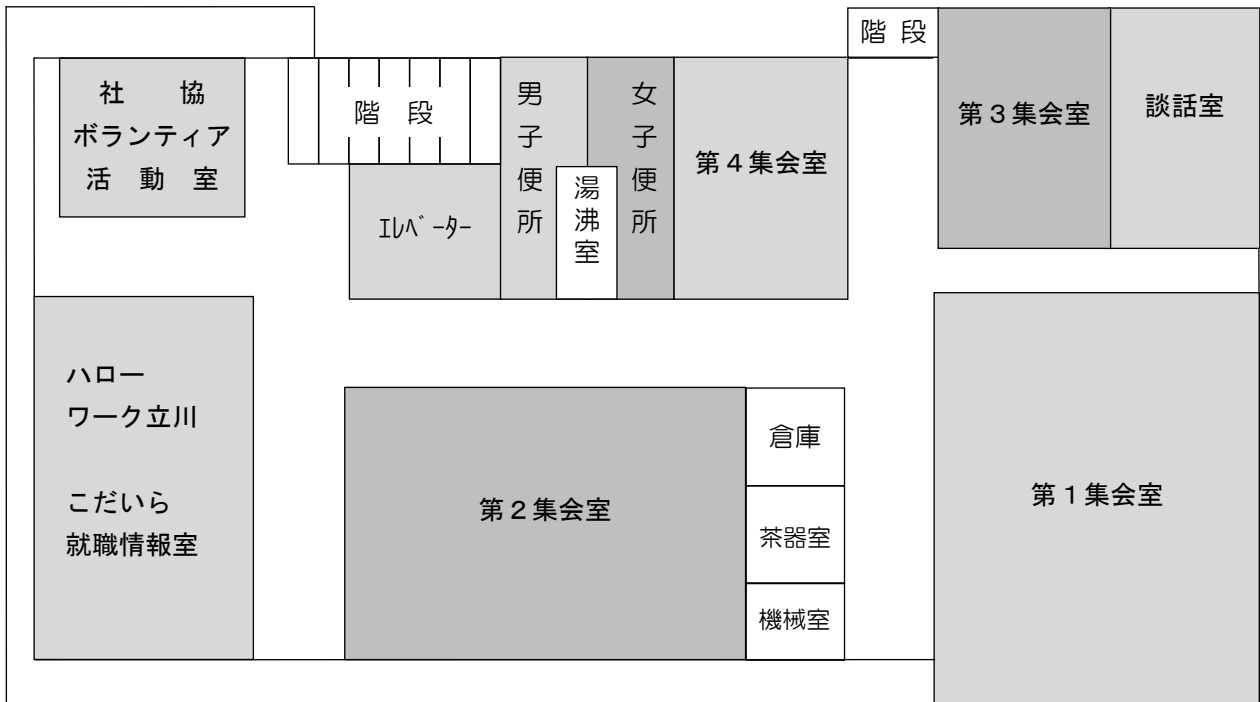 社　協
ボランティア
活　動　室
階　段
ｴﾚﾍﾞｰﾀｰ
男子便所
湯沸室
女子便所
第４集会室
階 段
第３集会室
談話室
ハロー
ワーク立川
こだいら
就職情報室
第２集会室
倉庫
茶器室
機械室
第１集会室